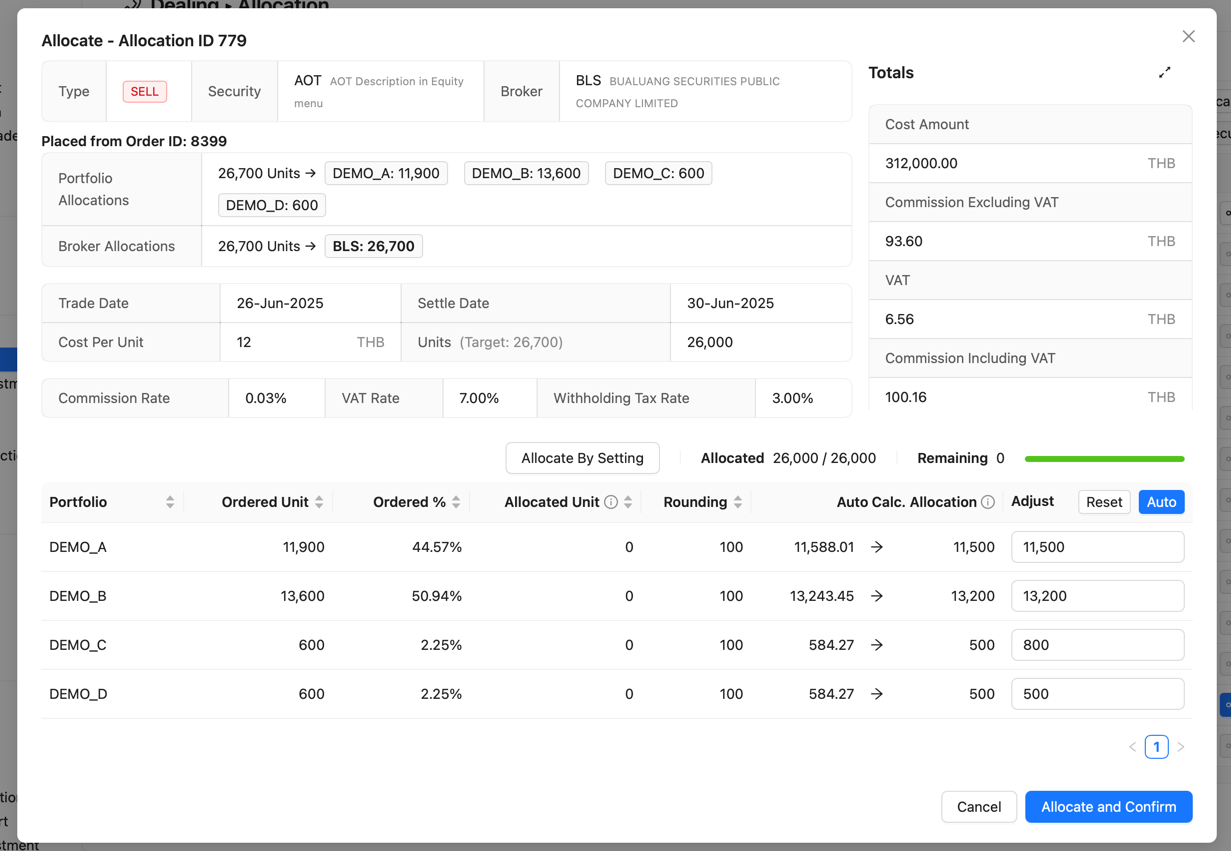 Dealing ▸ Allocation
Allocate - Allocation ID 779
Type SELL Security AOT AOT Description in Equity menu Broker BLS BUALUANG SECURITIES PUBLIC COMPANY LIMITED
Placed from Order ID: 8399
Portfolio Allocations 26,700 Units → DEMO_A: 11,900 DEMO_B: 13,600 DEMO_C: 600
DEMO_D: 600
Broker Allocations 26,700 Units → BLS: 26,700
Trade Date 26-Jun-2025 Settle Date 30-Jun-2025
Cost Per Unit 12 THB Units (Target: 26,700) 26,000
Commission Rate 0.03% VAT Rate 7.00% Withholding Tax Rate 3.00%
Totals
Cost Amount
312,000.00 THB
Commission Excluding VAT
93.60 THB
VAT
6.56 THB
Commission Including VAT
100.16 THB
Allocate By Setting Allocated 26,000 / 26,000 Remaining 0
Portfolio Ordered Unit Ordered % Allocated Unit Rounding Auto Calc. Allocation Adjust Reset Auto
DEMO_A 11,900 44.57% 0 100 11,588.01 → 11,500 11,500
DEMO_B 13,600 50.94% 0 100 13,243.45 → 13,200 13,200
DEMO_C 600 2.25% 0 100 584.27 → 500 800
DEMO_D 600 2.25% 0 100 584.27 → 500 500
< 1 >
Cancel Allocate and Confirm